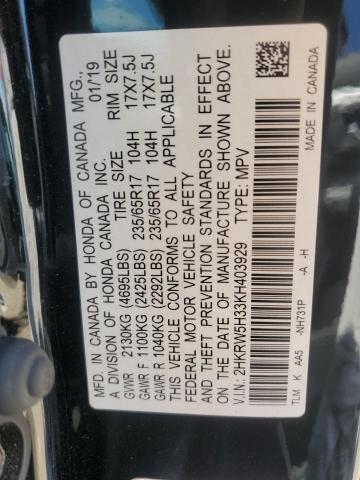 MFD. IN CANADA BY HONDA OF CANADA MFG.,
A DIVISION OF HONDA CANADA INC. 01/19
TIRE SIZE RIM SIZE
GVWR 2130KG (4695LBS)
GAWR F 1100KG (2425LBS) 235/65R17 104H 17X7.5J
GAWR R 1040KG (2292LBS) 235/65R17 104H 17X7.5J
THIS VEHICLE CONFORMS TO ALL APPLICABLE
FEDERAL MOTOR VEHICLE SAFETY
AND THEFT PREVENTION STANDARDS IN EFFECT
ON THE DATE OF MANUFACTURE SHOWN ABOVE.
V.I.N.: 2HKRW5H33KH403929 TYPE: MPV
TLM K AA5 -NH731P -A -H
MADE IN CANADA